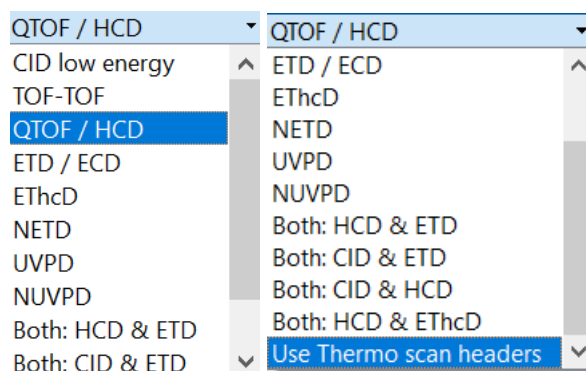 QTOF / HCD
CID low energy
TOF-TOF
QTOF / HCD
ETD / ECD
EThcD
NETD
UVPD
NUVPD
Both: HCD & ETD
Both: CID & ETD
QTOF / HCD
ETD / ECD
EThcD
NETD
UVPD
NUVPD
Both: HCD & ETD
Both: CID & ETD
Both: CID & HCD
Both: HCD & EThcD
Use Thermo scan headers